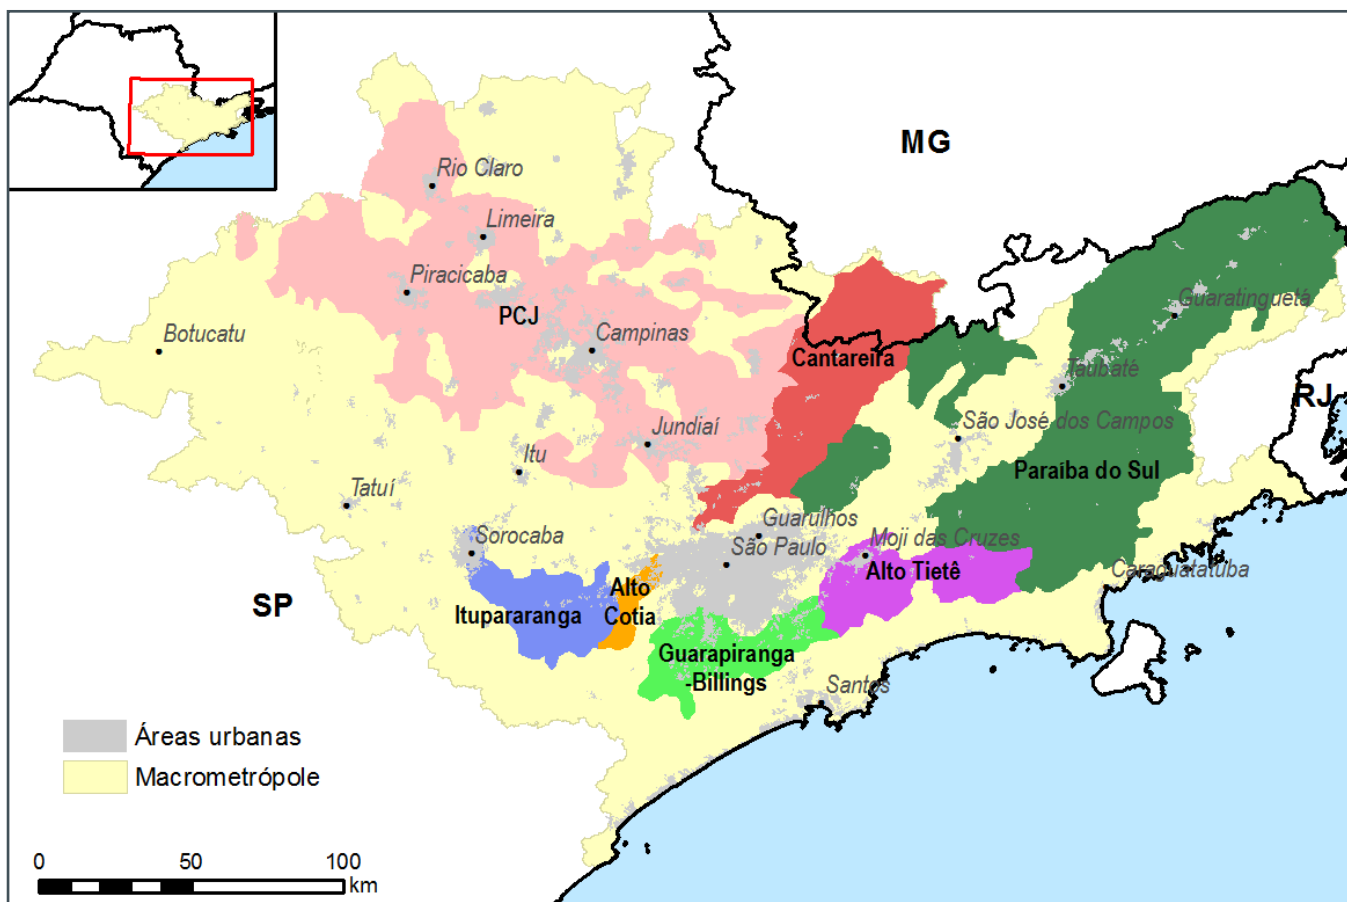 MG
Rio Claro
Limeira
Piracicaba
PCJ
Guaratinguetá
Botucatu
Campinas
Cantareira
Taubaté
RJ
São José dos Campos
Jundiaí
Itu
Paraiba do Sul
Tatuí
Guarulhos
Sorocaba
São Paulo
Moji das Cruzes
Alto Tietê
Caraguatatuba
SP
Itupararanga
Alto
Cotia
Guarapiranga
-Billings
Santos
Áreas urbanas
Macrometrópole
0 50 100
km